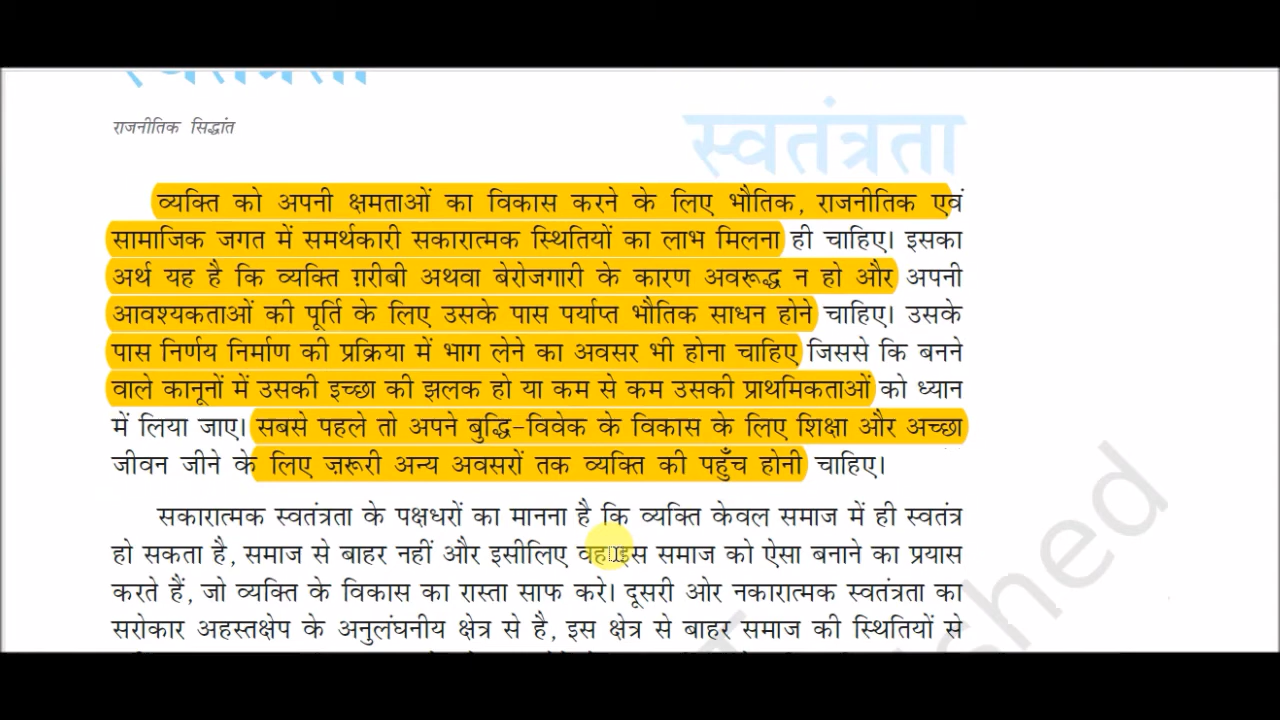 राजनीतिक सिद्धांत
स्वतंत्रता
व्यक्ति को अपनी क्षमताओं का विकास करने के लिए भौतिक, राजनीतिक एवं
सामाजिक जगत में समर्थकारी सकारात्मक स्थितियों का लाभ मिलना ही चाहिए। इसका
अर्थ यह है कि व्यक्ति ग़रीबी अथवा बेरोजगारी के कारण अवरूद्ध न हो और अपनी
आवश्यकताओं की पूर्ति के लिए उसके पास पर्याप्त भौतिक साधन होने चाहिए। उसके
पास निर्णय निर्माण की प्रक्रिया में भाग लेने का अवसर भी होना चाहिए जिससे कि बनने
वाले कानूनों में उसकी इच्छा की झलक हो या कम से कम उसकी प्राथमिकताओं को ध्यान
में लिया जाए। सबसे पहले तो अपने बुद्धि-विवेक के विकास के लिए शिक्षा और अच्छा
जीवन जीने के लिए ज़रूरी अन्य अवसरों तक व्यक्ति की पहुँच होनी चाहिए।
सकारात्मक स्वतंत्रता के पक्षधरों का मानना है कि व्यक्ति केवल समाज में ही स्वतंत्र
हो सकता है, समाज से बाहर नहीं और इसीलिए वह इस समाज को ऐसा बनाने का प्रयास
करते हैं, जो व्यक्ति के विकास का रास्ता साफ करे। दूसरी ओर नकारात्मक स्वतंत्रता का
सरोकार अहस्तक्षेप के अनुलंघनीय क्षेत्र से है, इस क्षेत्र से बाहर समाज की स्थितियों से